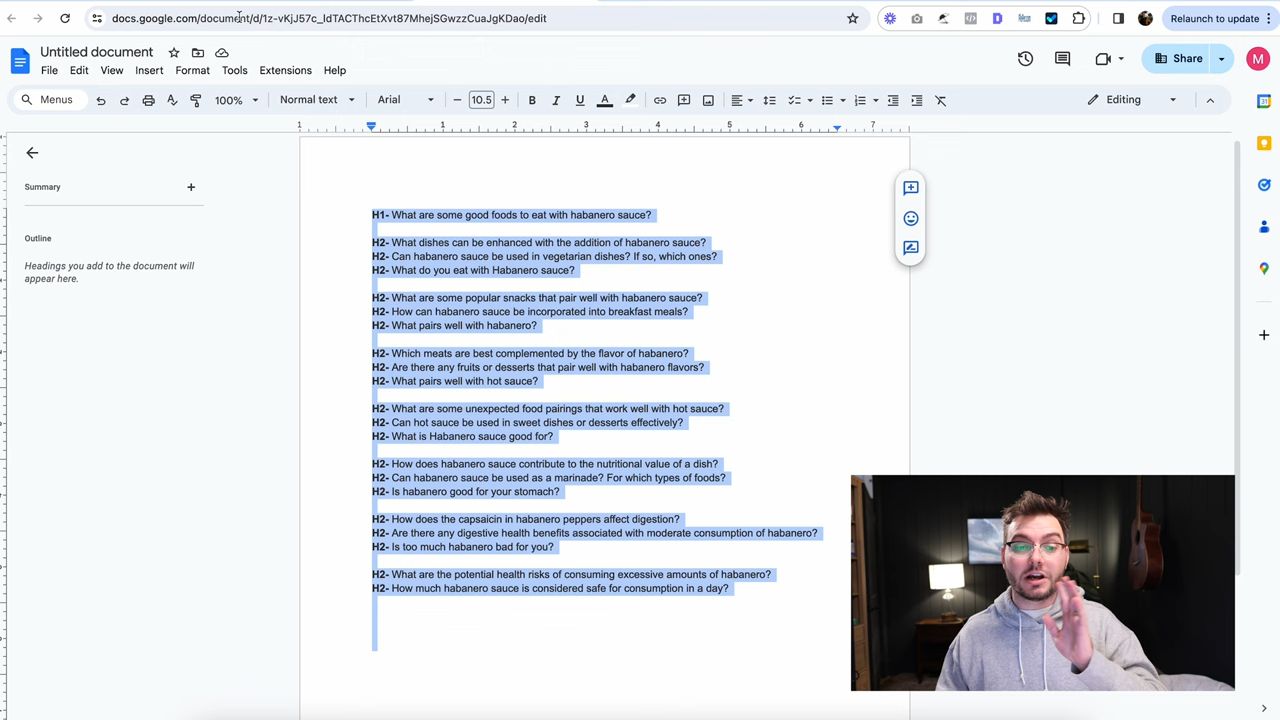 docs.google.com/document/d/1z-vKjJ57c_IdTACThcEtXvt87MhejSGwzzCuaJgKDao/edit
Relaunch to update
Untitled document
File Edit View Insert Format Tools Extensions Help
Share
M
Menus
100%
Normal text
Arial
10.5
B I U A
Editing
1 1 2 3 4 5 6 7
Summary
Outline
Headings you add to the document will
appear here.
H1- What are some good foods to eat with habanero sauce?
H2- What dishes can be enhanced with the addition of habanero sauce?
H2- Can habanero sauce be used in vegetarian dishes? If so, which ones?
H2- What do you eat with Habanero sauce?
H2- What are some popular snacks that pair well with habanero sauce?
H2- How can habanero sauce be incorporated into breakfast meals?
H2- What pairs well with habanero?
H2- Which meats are best complemented by the flavor of habanero?
H2- Are there any fruits or desserts that pair well with habanero flavors?
H2- What pairs well with hot sauce?
H2- What are some unexpected food pairings that work well with hot sauce?
H2- Can hot sauce be used in sweet dishes or desserts effectively?
H2- What is Habanero sauce good for?
H2- How does habanero sauce contribute to the nutritional value of a dish?
H2- Can habanero sauce be used as a marinade? For which types of foods?
H2- Is habanero good for your stomach?
H2- How does the capsaicin in habanero peppers affect digestion?
H2- Are there any digestive health benefits associated with moderate consumption of habanero?
H2- Is too much habanero bad for you?
H2- What are the potential health risks of consuming excessive amounts of habanero?
H2- How much habanero sauce is considered safe for consumption in a day?